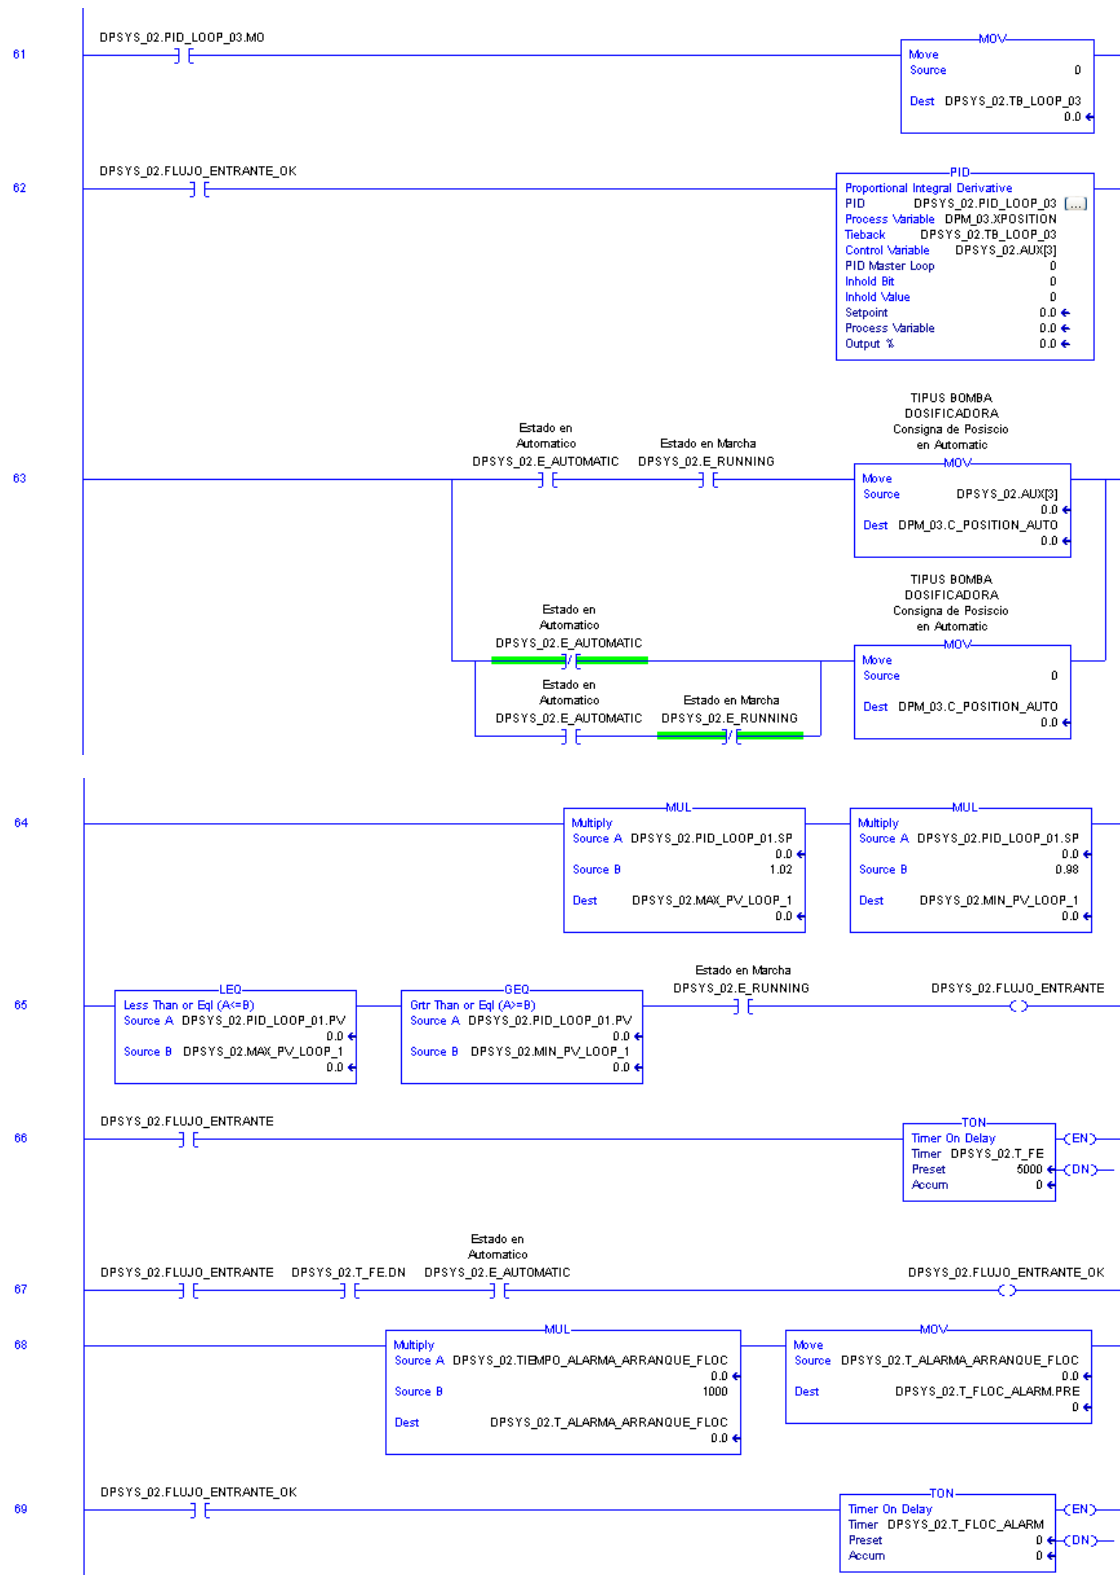 61
DPSYS_02.PID_LOOP_03.MO
MOV
Move
Source 0
Dest DPSYS_02.TB_LOOP_03
0.0
62
DPSYS_02.FLUJO_ENTRANTE_OK
PID
Proportional Integral Derivative
PID DPSYS_02.PID_LOOP_03 ...
Process Variable DPM_03.XPOSITION
Tieback DPSYS_02.TB_LOOP_03
Control Variable DPSYS_02.AUX[3]
PID Master Loop 0
Inhold Bit 0
Inhold Value 0
Setpoint 0.0
Process Variable 0.0
Output % 0.0
63
Estado en
Automatico
DPSYS_02.E_AUTOMATIC
Estado en Marcha
DPSYS_02.E_RUNNING
TIPUS BOMBA
DOSIFICADORA
Consigna de Posiscio
en Automatic
MOV
Move
Source DPSYS_02.AUX[3]
0.0
Dest DPM_03.C_POSITION_AUTO
0.0
Estado en
Automatico
DPSYS_02.E_AUTOMATIC
TIPUS BOMBA
DOSIFICADORA
Consigna de Posiscio
en Automatic
MOV
Move
Source 0
Dest DPM_03.C_POSITION_AUTO
0.0
Estado en
Automatico
DPSYS_02.E_AUTOMATIC
Estado en Marcha
DPSYS_02.E_RUNNING
64
MUL
Multiply
Source A DPSYS_02.PID_LOOP_01.SP
0.0
Source B 1.02
Dest DPSYS_02.MAX_PV_LOOP_1
0.0
MUL
Multiply
Source A DPSYS_02.PID_LOOP_01.SP
0.0
Source B 0.98
Dest DPSYS_02.MIN_PV_LOOP_1
0.0
65
LEQ
Less Than or Eql (A<=B)
Source A DPSYS_02.PID_LOOP_01.PV
0.0
Source B DPSYS_02.MAX_PV_LOOP_1
0.0
GEQ
Grtr Than or Eql (A>=B)
Source A DPSYS_02.PID_LOOP_01.PV
0.0
Source B DPSYS_02.MIN_PV_LOOP_1
0.0
Estado en Marcha
DPSYS_02.E_RUNNING
DPSYS_02.FLUJO_ENTRANTE
66
DPSYS_02.FLUJO_ENTRANTE
TON
Timer On Delay
Timer DPSYS_02.T_FE
Preset 5000
Accum 0
EN
DN
67
DPSYS_02.FLUJO_ENTRANTE
DPSYS_02.T_FE.DN
Estado en
Automatico
DPSYS_02.E_AUTOMATIC
DPSYS_02.FLUJO_ENTRANTE_OK
68
MUL
Multiply
Source A DPSYS_02.TIEMPO_ALARMA_ARRANQUE_FLOC
0.0
Source B 1000
Dest DPSYS_02.T_ALARMA_ARRANQUE_FLOC
0.0
MOV
Move
Source DPSYS_02.T_ALARMA_ARRANQUE_FLOC
0.0
Dest DPSYS_02.T_FLOC_ALARM.PRE
0
69
DPSYS_02.FLUJO_ENTRANTE_OK
TON
Timer On Delay
Timer DPSYS_02.T_FLOC_ALARM
Preset 0
Accum 0
EN
DN